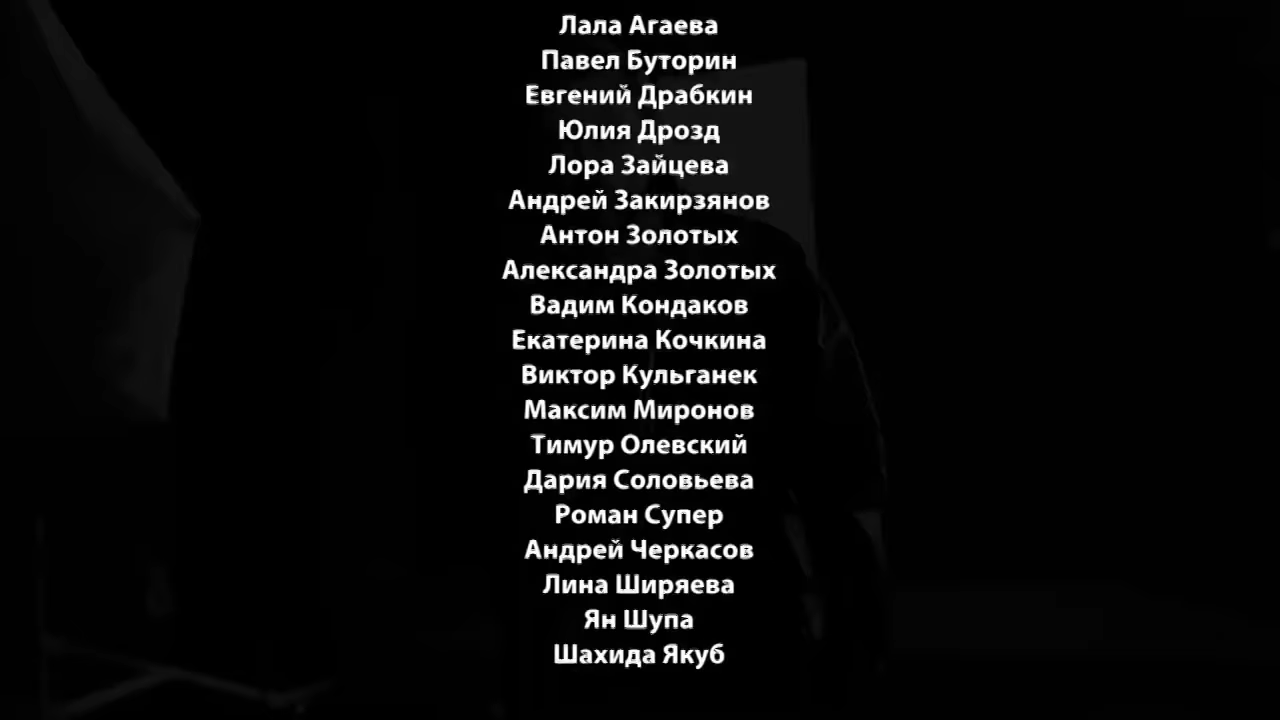 Лала Агаева
Павел Буторин
Евгений Драбкин
Юлия Дрозд
Лора Зайцева
Андрей Закирзянов
Антон Золотых
Александра Золотых
Вадим Кондаков
Екатерина Кочкина
Виктор Кульганек
Максим Миронов
Тимур Олевский
Дария Соловьева
Роман Супер
Андрей Черкасов
Лина Ширяева
Ян Шупа
Шахида Якуб